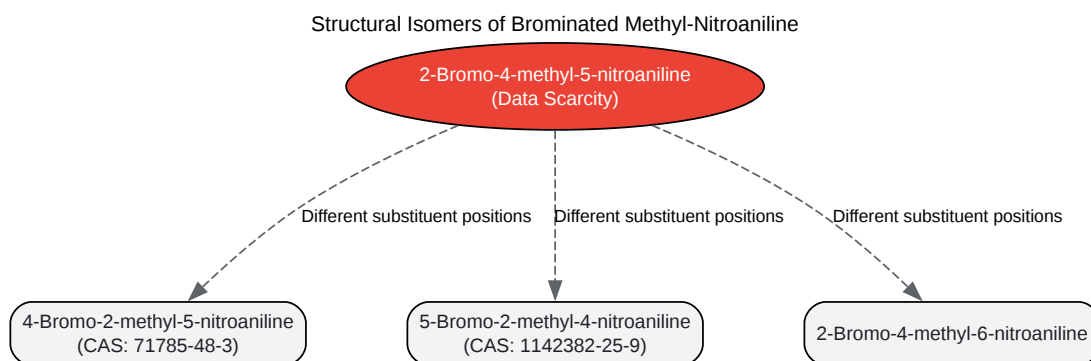 Structural Isomers of Brominated Methyl-Nitroaniline
2-Bromo-4-methyl-5-nitroaniline
(Data Scarcity)
Different substituent positions
Different substituent positions
Different substituent positions
4-Bromo-2-methyl-5-nitroaniline
(CAS: 71785-48-3)
5-Bromo-2-methyl-4-nitroaniline
(CAS: 1142382-25-9)
2-Bromo-4-methyl-6-nitroaniline